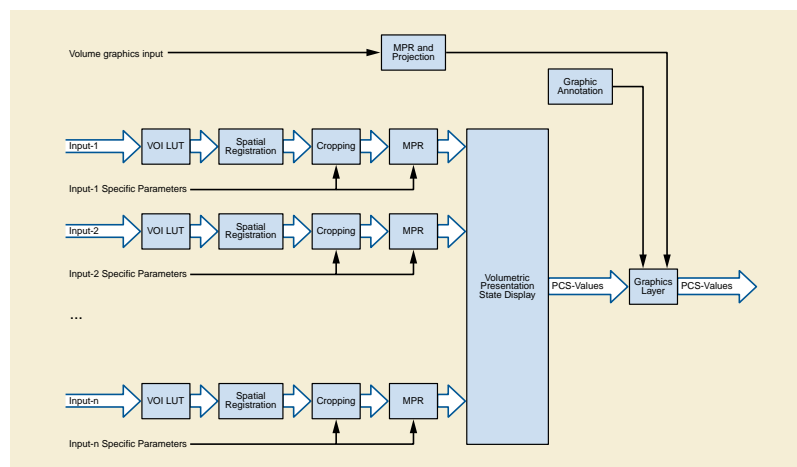 Volume graphics input
MPR and
Projection
Graphic
Annotation
Input-1
VOI LUT
Spatial
Registration
Cropping
MPR
Input-1 Specific Parameters
Input-2
VOI LUT
Spatial
Registration
Cropping
MPR
Input-2 Specific Parameters
Volumetric
Presentation
State Display
PCS-Values
Graphics
Layer
PCS-Values
...
Input-n
VOI LUT
Spatial
Registration
Cropping
MPR
Input-n Specific Parameters